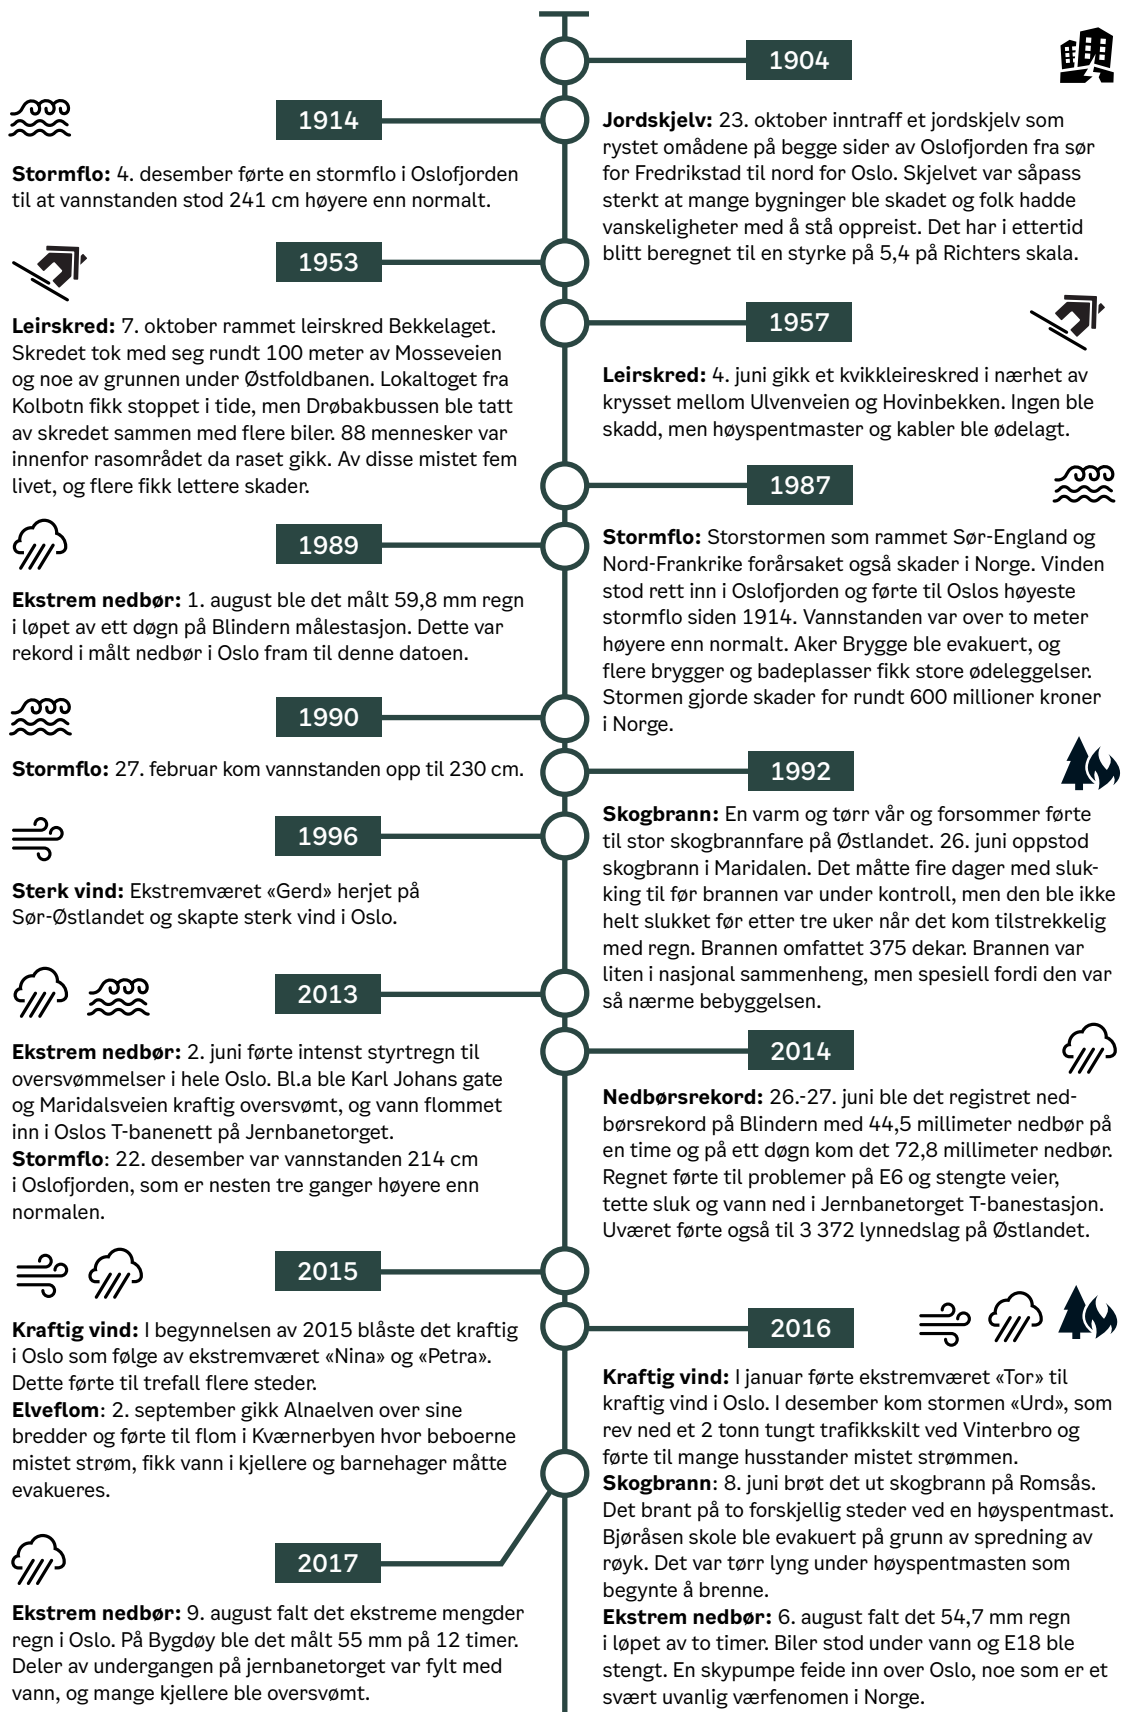 1904
Jordskjelv: 23. oktober inntraff et jordskjelv som
rystet omådene på begge sider av Oslofjorden fra sør
for Fredrikstad til nord for Oslo. Skjelvet var såpass
sterkt at mange bygninger ble skadet og folk hadde
vanskeligheter med å stå oppreist. Det har i ettertid
blitt beregnet til en styrke på 5,4 på Richters skala.
1914
Stormflo: 4. desember førte en stormflo i Oslofjorden
til at vannstanden stod 241 cm høyere enn normalt.
1953
Leirskred: 7. oktober rammet leirskred Bekkelaget.
Skredet tok med seg rundt 100 meter av Mosseveien
og noe av grunnen under Østfoldbanen. Lokaltoget fra
Kolbotn fikk stoppet i tide, men Drøbakbussen ble tatt
av skredet sammen med flere biler. 88 mennesker var
innenfor rasområdet da raset gikk. Av disse mistet fem
livet, og flere fikk lettere skader.
1957
Leirskred: 4. juni gikk et kvikkleireskred i nærhet av
krysset mellom Ulvenveien og Hovinbekken. Ingen ble
skadd, men høyspentmaster og kabler ble ødelagt.
1987
Stormflo: Storstormen som rammet Sør-England og
Nord-Frankrike forårsaket også skader i Norge. Vinden
stod rett inn i Oslofjorden og førte til Oslos høyeste
stormflo siden 1914. Vannstanden var over to meter
høyere enn normalt. Aker Brygge ble evakuert, og
flere brygger og badeplasser fikk store ødeleggelser.
Stormen gjorde skader for rundt 600 millioner kroner
i Norge.
1989
Ekstrem nedbør: 1. august ble det målt 59,8 mm regn
i løpet av ett døgn på Blindern målestasjon. Dette var
rekord i målt nedbør i Oslo fram til denne datoen.
1990
Stormflo: 27. februar kom vannstanden opp til 230 cm.
1992
Skogbrann: En varm og tørr vår og forsommer førte
til stor skogbrannfare på Østlandet. 26. juni oppstod
skogbrann i Maridalen. Det måtte fire dager med sluk-
king til før brannen var under kontroll, men den ble ikke
helt slukket før etter tre uker når det kom tilstrekkelig
med regn. Brannen omfattet 375 dekar. Brannen var
liten i nasjonal sammenheng, men spesiell fordi den var
så nærme bebyggelsen.
1996
Sterk vind: Ekstremværet «Gerd» herjet på
Sør-Østlandet og skapte sterk vind i Oslo.
2013
Ekstrem nedbør: 2. juni førte intenst styrtregn til
oversvømmelser i hele Oslo. Bl.a ble Karl Johans gate
og Maridalsveien kraftig oversvømt, og vann flommet
inn i Oslos T-banenett på Jernbanetorget.
Stormflo: 22. desember var vannstanden 214 cm
i Oslofjorden, som er nesten tre ganger høyere enn
normalen.
2014
Nedbørsrekord: 26.-27. juni ble det registret ned-
børsrekord på Blindern med 44,5 millimeter nedbør på
en time og på ett døgn kom det 72,8 millimeter nedbør.
Regnet førte til problemer på E6 og stengte veier,
tette sluk og vann ned i Jernbanetorget T-banestasjon.
Uværet førte også til 3 372 lynnedslag på Østlandet.
2015
Kraftig vind: I begynnelsen av 2015 blåste det kraftig
i Oslo som følge av ekstremværet «Nina» og «Petra».
Dette førte til trefall flere steder.
Elveflom: 2. september gikk Alnaelven over sine
bredder og førte til flom i Kværnerbyen hvor beboerne
mistet strøm, fikk vann i kjellere og barnehager måtte
evakueres.
2016
Kraftig vind: I januar førte ekstremværet «Tor» til
kraftig vind i Oslo. I desember kom stormen «Urd», som
rev ned et 2 tonn tungt trafikkskilt ved Vinterbro og
førte til mange husstander mistet strømmen.
Skogbrann: 8. juni brøt det ut skogbrann på Romsås.
Det brant på to forskjellig steder ved en høyspentmast.
Bjøråsen skole ble evakuert på grunn av spredning av
røyk. Det var tørr lyng under høyspentmasten som
begynte å brenne.
Ekstrem nedbør: 6. august falt det 54,7 mm regn
i løpet av to timer. Biler stod under vann og E18 ble
stengt. En skypumpe feide inn over Oslo, noe som er et
svært uvanlig værfenomen i Norge.
2017
Ekstrem nedbør: 9. august falt det ekstreme mengder
regn i Oslo. På Bygdøy ble det målt 55 mm på 12 timer.
Deler av undergangen på jernbanetorget var fylt med
vann, og mange kjellere ble oversvømt.